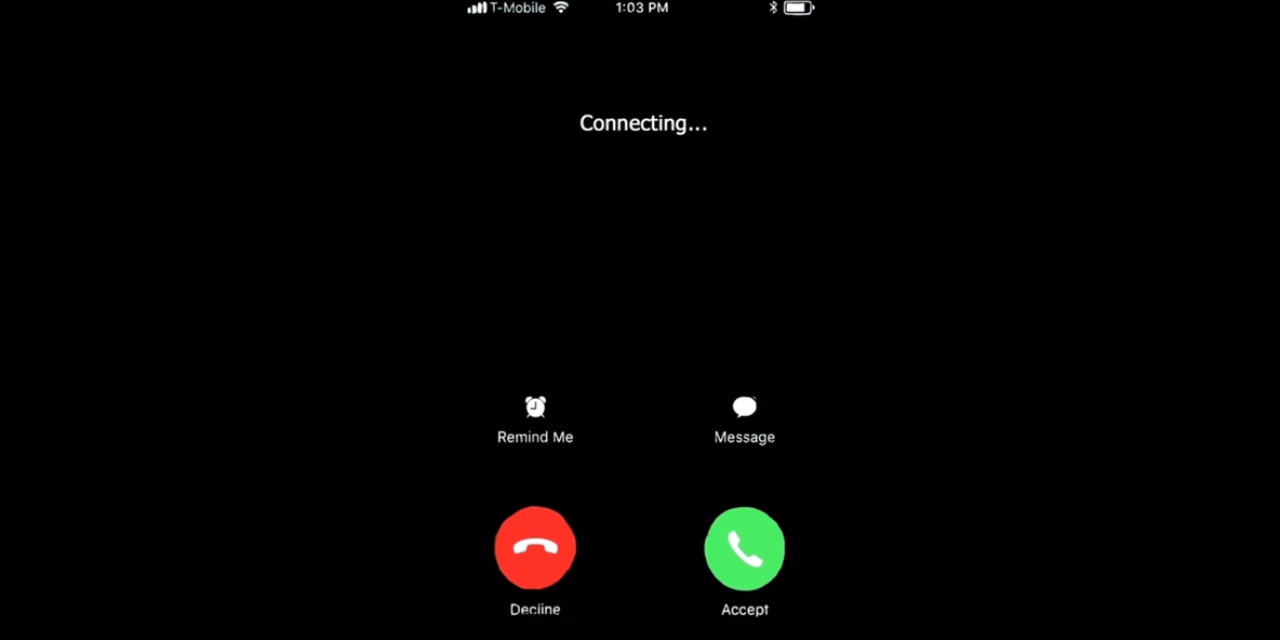 T-Mobile 1:03 PM
Connecting...
Remind Me Message
Decline Accept